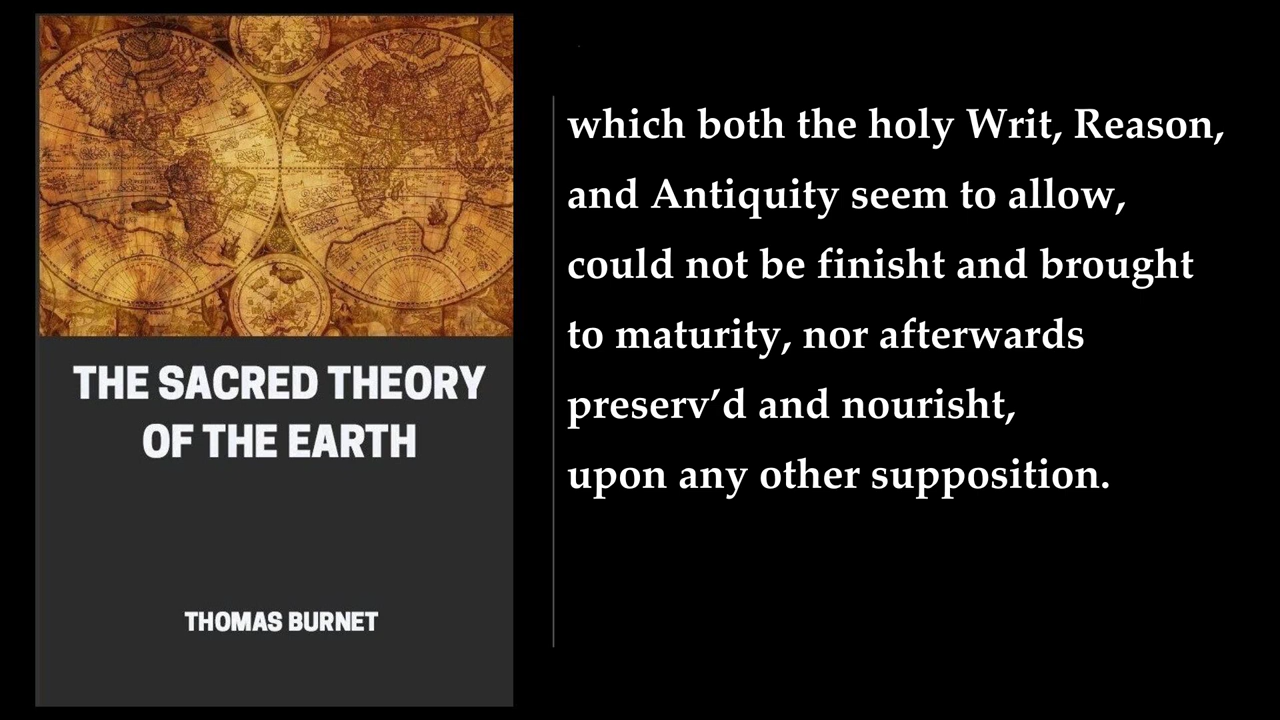 THE SACRED THEORY
OF THE EARTH
THOMAS BURNET
which both the holy Writ, Reason,
and Antiquity seem to allow,
could not be finisht and brought
to maturity, nor afterwards
preserv’d and nourisht,
upon any other supposition.